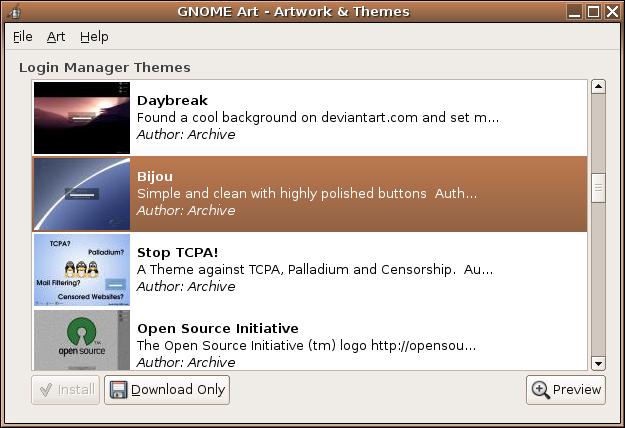 GNOME Art - Artwork & Themes
File Art Help
Login Manager Themes
Daybreak
Found a cool background on deviantart.com and set m...
Author: Archive
Bijou
Simple and clean with highly polished buttons  Auth...
Author: Archive
TCPA?
Palladium?
Mail Filtering?
Censored Websites?
Stop TCPA!
A Theme against TCPA, Palladium and Censorship.  Au...
Author: Archive
open source
Open Source Initiative
The Open Source Initiative (tm) logo http://opensou...
Author: Archive
Install
Download Only
Preview